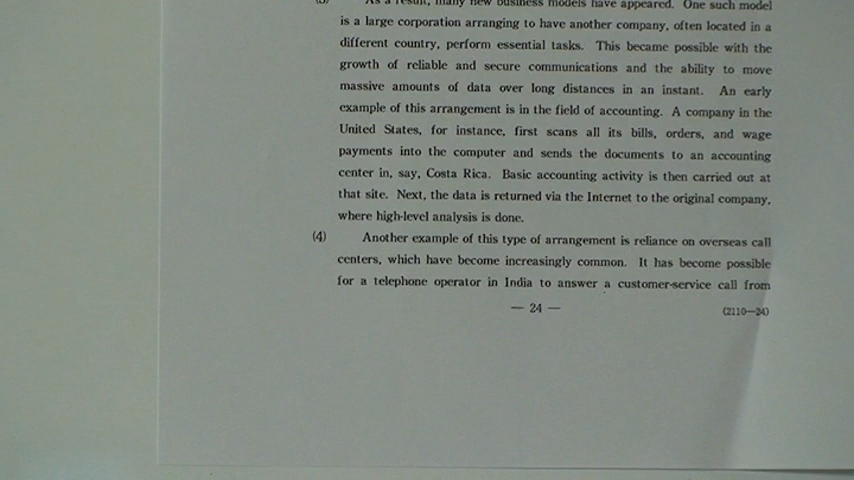 (3) As a result, many new business models have appeared. One such model
is a large corporation arranging to have another company, often located in a
different country, perform essential tasks. This became possible with the
growth of reliable and secure communications and the ability to move
massive amounts of data over long distances in an instant. An early
example of this arrangement is in the field of accounting. A company in the
United States, for instance, first scans all its bills, orders, and wage
payments into the computer and sends the documents to an accounting
center in, say, Costa Rica. Basic accounting activity is then carried out at
that site. Next, the data is returned via the Internet to the original company,
where high-level analysis is done.
(4) Another example of this type of arrangement is reliance on overseas call
centers, which have become increasingly common. It has become possible
for a telephone operator in India to answer a customer-service call from
— 24 — (2110—24)